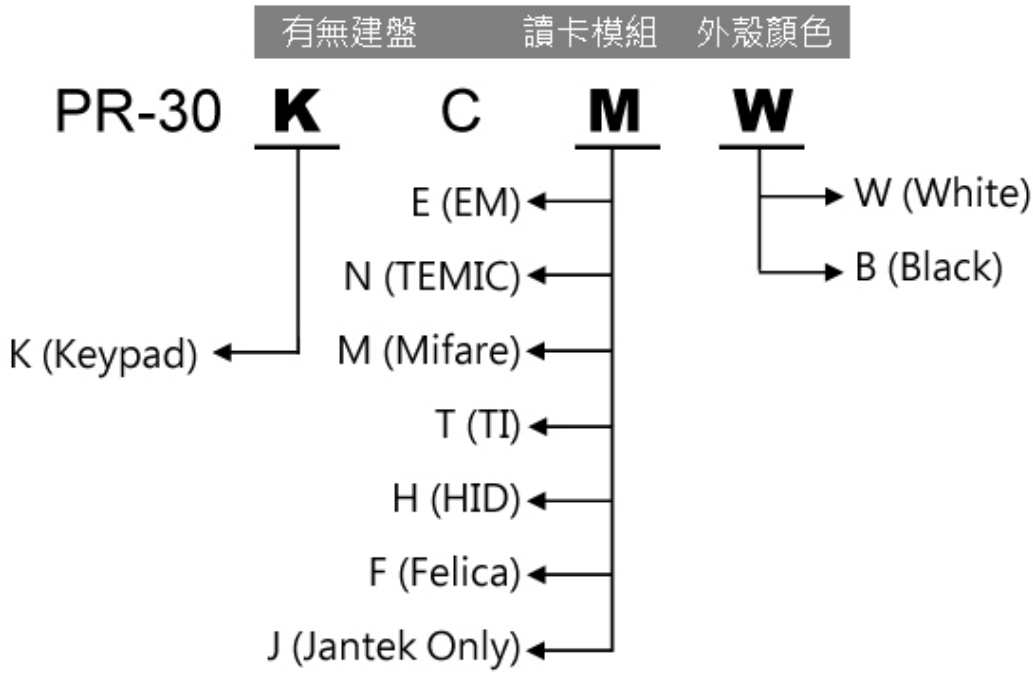 有無建盤 讀卡模組 外殼顏色
PR-30 K C M W
E (EM)
W (White)
N (TEMIC)
B (Black)
K (Keypad)
M (Mifare)
T (TI)
H (HID)
F (Felica)
J (Jantek Only)